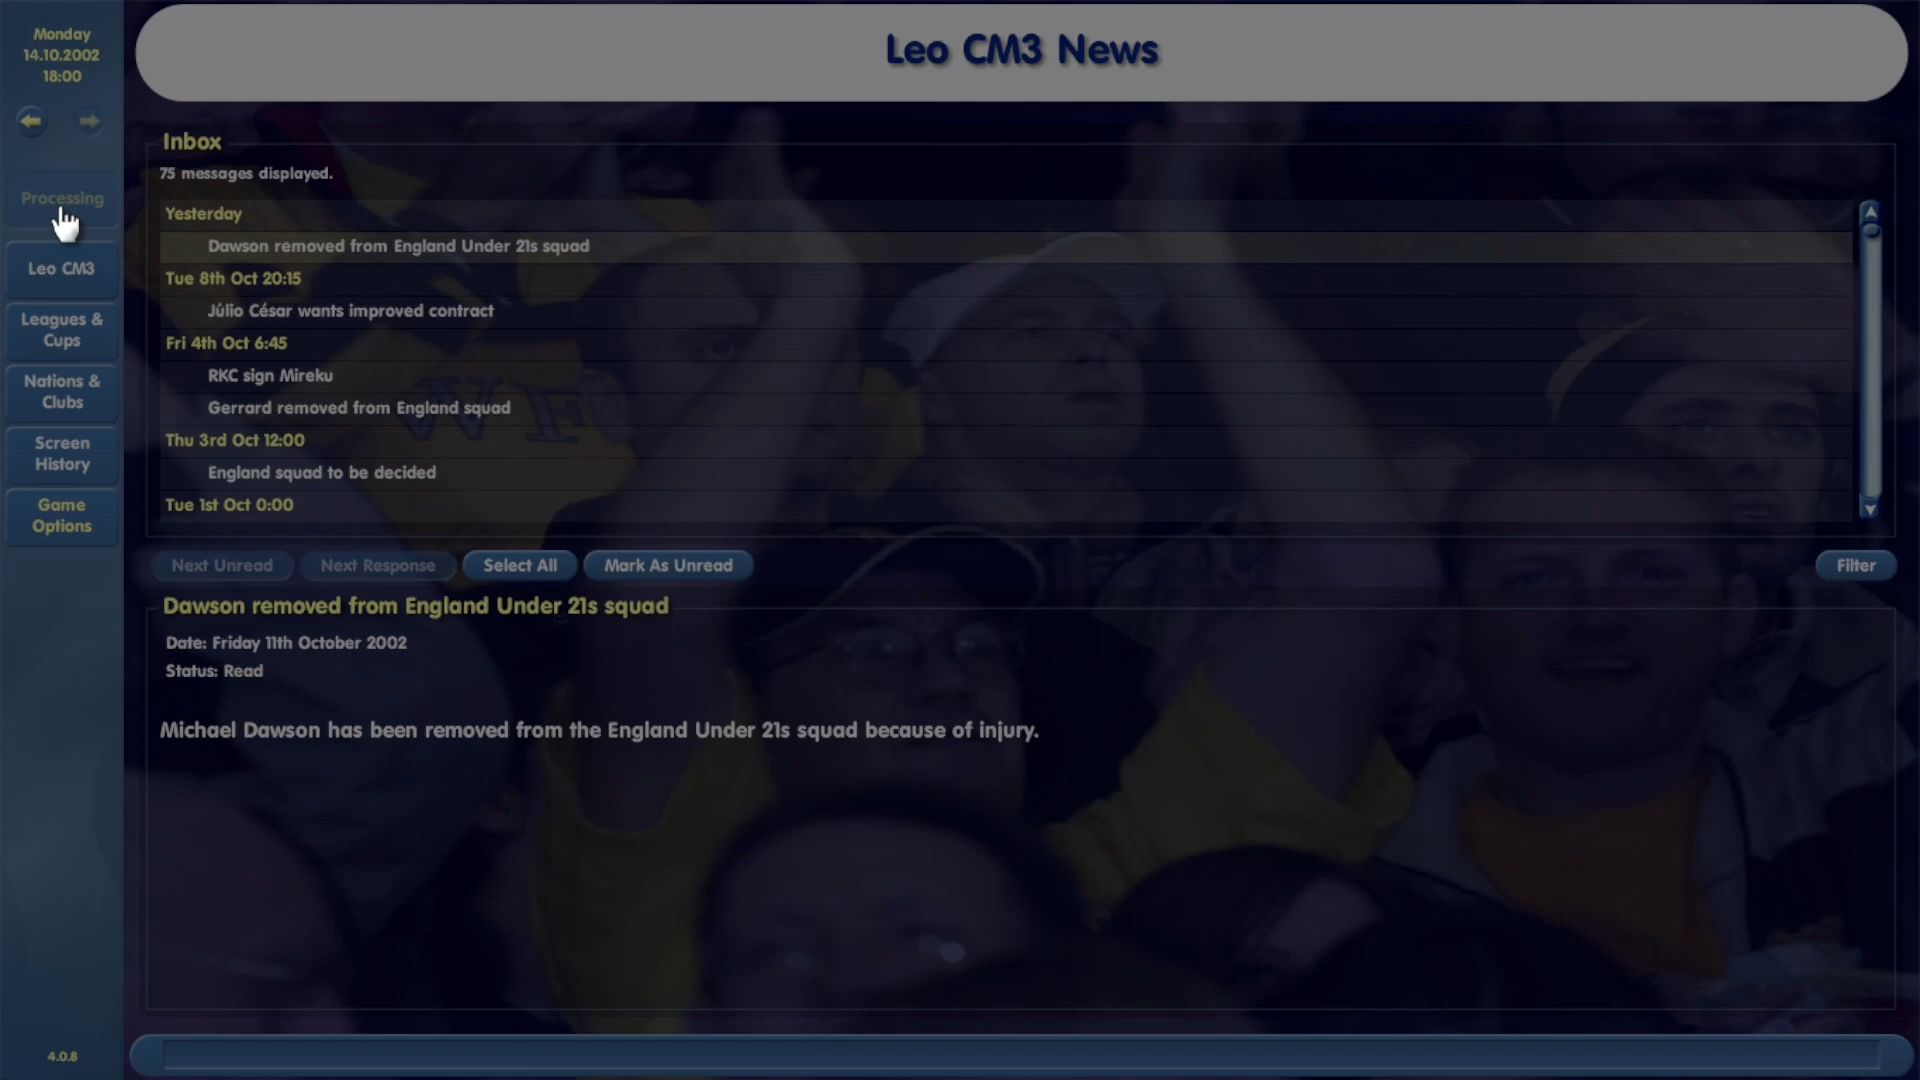 Monday
14.10.2002
18:00
Leo CM3 News
Inbox
75 messages displayed.
Processing
Yesterday
Dawson removed from England Under 21s squad
Leo CM3
Tue 8th Oct 20:15
Júlio César wants improved contract
Leagues &
Cups
Fri 4th Oct 6:45
RKC sign Mireku
Nations &
Clubs
Gerrard removed from England squad
Thu 3rd Oct 12:00
Screen
History
England squad to be decided
Tue 1st Oct 0:00
Game
Options
Next Unread
Next Response
Select All
Mark As Unread
Filter
Dawson removed from England Under 21s squad
Date: Friday 11th October 2002
Status: Read
Michael Dawson has been removed from the England Under 21s squad because of injury.
4.0.8